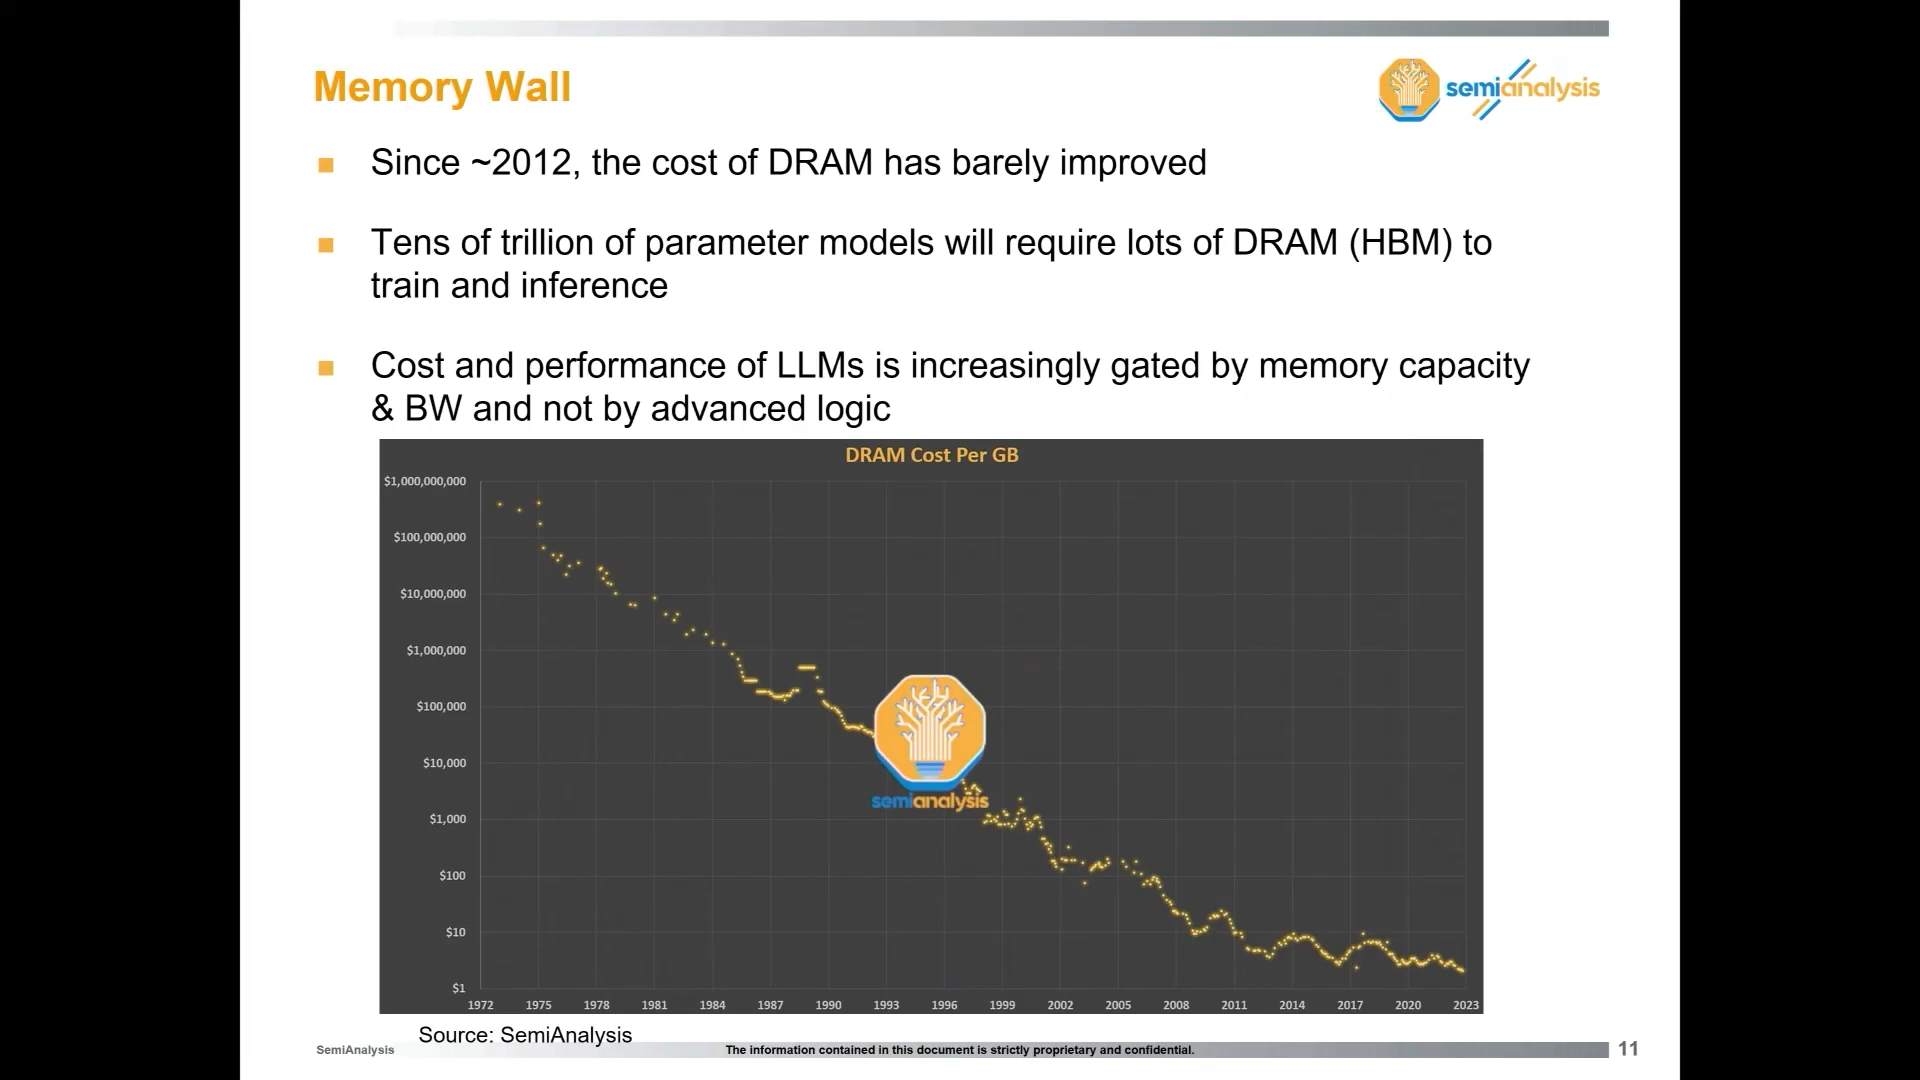 Memory Wall
semianalysis
Since ~2012, the cost of DRAM has barely improved
Tens of trillion of parameter models will require lots of DRAM (HBM) to
train and inference
Cost and performance of LLMs is increasingly gated by memory capacity
& BW and not by advanced logic
DRAM Cost Per GB
$1,000,000,000
$100,000,000
$10,000,000
$1,000,000
$100,000
$10,000
$1,000
$100
$10
$1
semianalysis
1972 1975 1978 1981 1984 1987 1990 1993 1996 1999 2002 2005 2008 2011 2014 2017 2020 2023
Source: SemiAnalysis
SemiAnalysis
The information contained in this document is strictly proprietary and confidential.
11